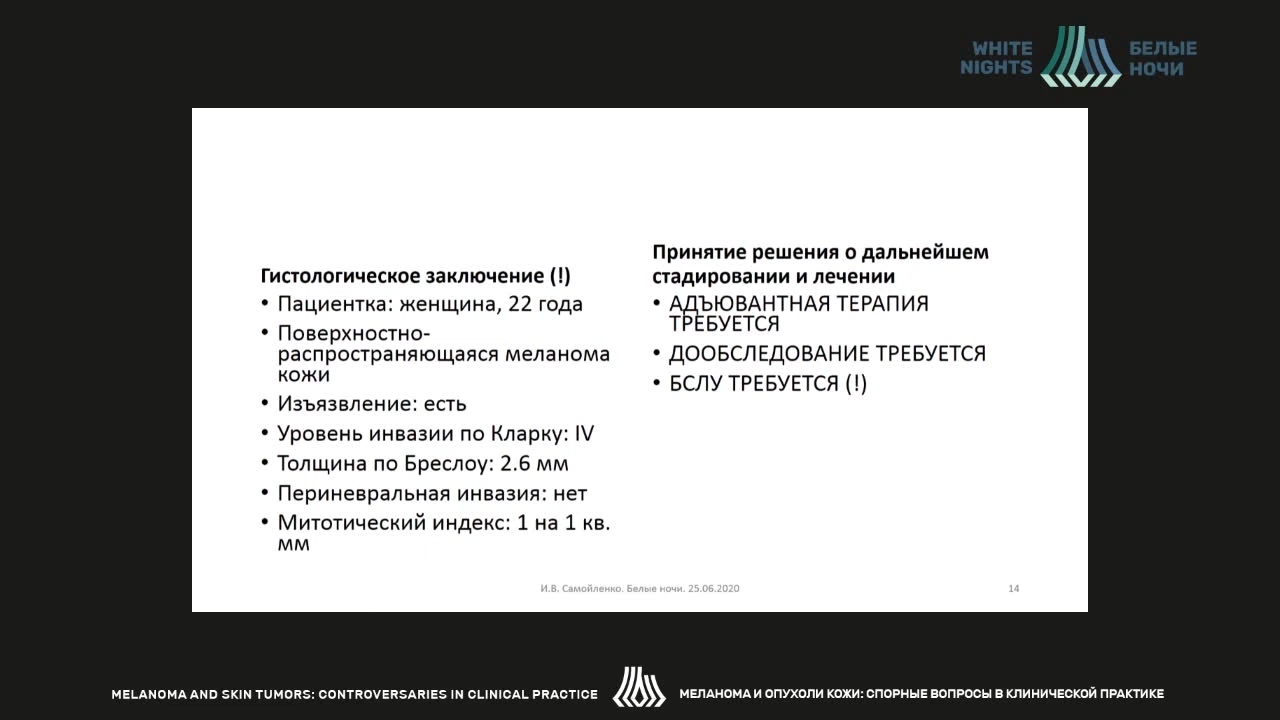 WHITE
NIGHTS
БЕЛЫЕ
НОЧИ
Гистологическое заключение (!)
• Пациентка: женщина, 22 года
• Поверхностно-
распространяющаяся меланома
кожи
• Изъязвление: есть
• Уровень инвазии по Кларку: IV
• Толщина по Бреслоу: 2.6 мм
• Периневральная инвазия: нет
• Митотический индекс: 1 на 1 кв.
мм
Принятие решения о дальнейшем
стадировании и лечении
• АДЪЮВАНТНАЯ ТЕРАПИЯ
ТРЕБУЕТСЯ
• ДООБСЛЕДОВАНИЕ ТРЕБУЕТСЯ
• БСЛУ ТРЕБУЕТСЯ (!)
И.В. Самойленко. Белые ночи. 25.06.2020
14
MELANOMA AND SKIN TUMORS: CONTROVERSARIES IN CLINICAL PRACTICE
МЕЛАНОМА И ОПУХОЛИ КОЖИ: СПОРНЫЕ ВОПРОСЫ В КЛИНИЧЕСКОЙ ПРАКТИКЕ